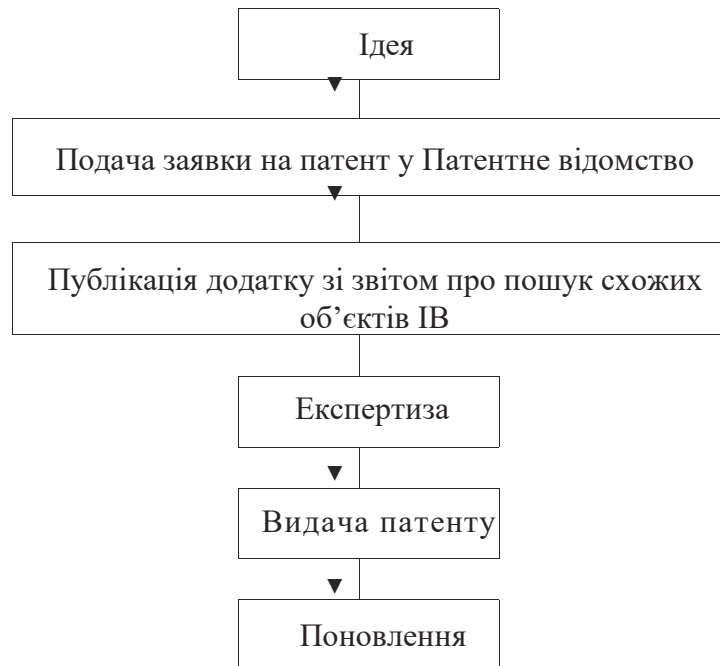 Ідея
Подача заявки на патент у Патентне відомство
Публікація додатку зі звітом про пошук схожих
об’єктів ІВ
Експертиза
Видача патенту
Поновлення